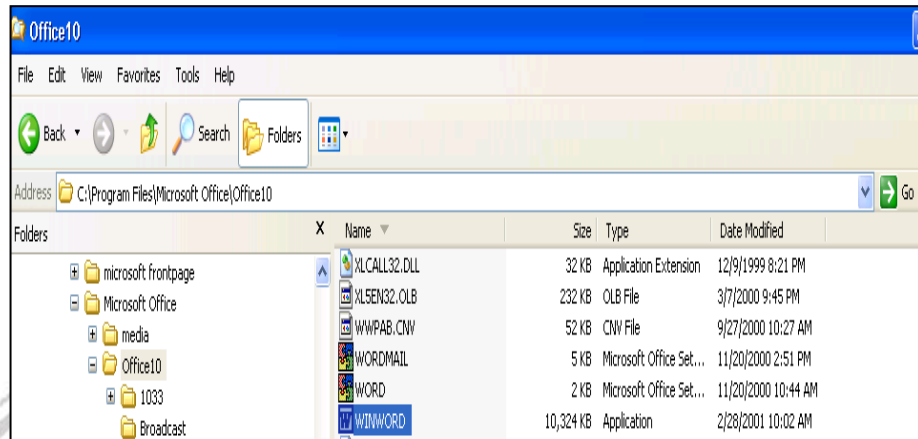 Office10
File Edit View Favorites Tools Help
Back Search Folders
Address C:\Program Files\Microsoft Office\Office10 Go
Folders X Name Size Type Date Modified
microsoft frontpage
Microsoft Office
media
Office10
1033
Broadcast
XLCALL32.DLL 32 KB Application Extension 12/9/1999 8:21 PM
XL5EN32.OLB 232 KB OLB File 3/7/2000 9:45 PM
WWPAB.CNV 52 KB CNV File 9/27/2000 10:27 AM
WORDMAIL 5 KB Microsoft Office Set... 11/20/2000 2:51 PM
WORD 2 KB Microsoft Office Set... 11/20/2000 10:44 AM
WINWORD 10,324 KB Application 2/28/2001 10:02 AM